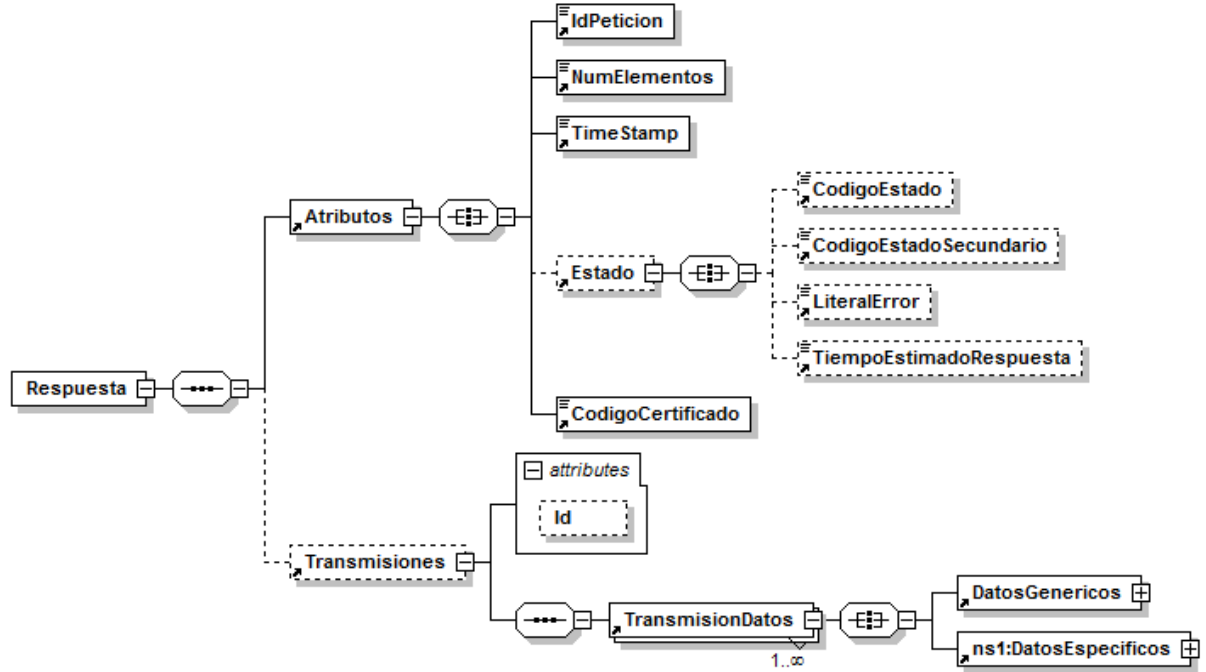 IdPeticion
NumElementos
TimeStamp
CodigoEstado
Atributos
CodigoEstadoSecundario
Estado
LiteralError
TiempoEstimadoRespuesta
Respuesta
CodigoCertificado
attributes
Id
Transmisiones
DatosGenericos
TransmisionDatos
ns1:DatosEspecificos
1..∞